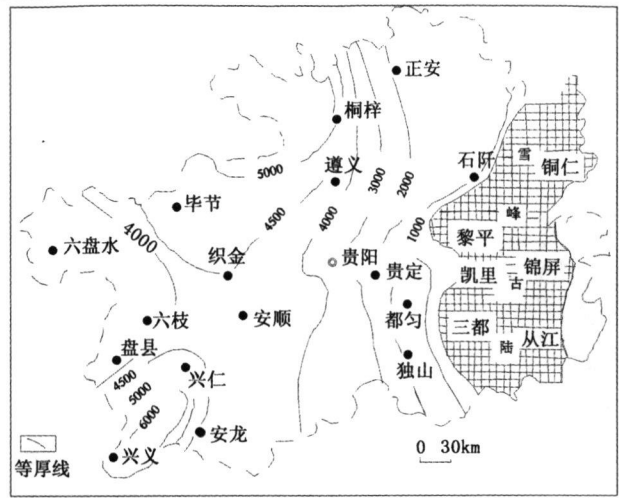 正安
桐梓
石阡
雪
铜仁
5000
遵义
3000
2000
毕节
4500
4000
4000
1000
峰
黎平
六盘水
织金
贵阳
贵定
凯里
古
锦屏
六枝
安顺
都匀
三都
陆
从江
盘县
4500
兴仁
独山
5000
6000
安龙
兴义
0 30km
等厚线